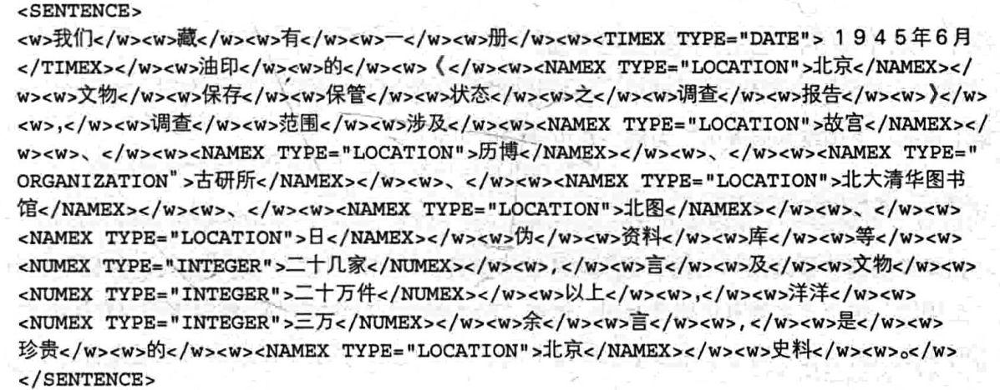 <SENTENCE>
<w>我们</w><w>藏</w><w>有</w><w>一</w><w>册</w><w><TIMEX TYPE="DATE"> 1945年6月
</TIMEX></w><w>油印</w><w>的</w><w>《</w><w><NAMEX TYPE="LOCATION">北京</NAMEX></
w><w>文物</w><w>保存</w><w>保管</w><w>状态</w><w>之</w><w>调查</w><w>报告</w><w>》</w>
<w>,</w><w>调查</w><w>范围</w><w>涉及</w><w><NAMEX TYPE="LOCATION">故宫</NAMEX></
w><w>、</w><w><NAMEX TYPE="LOCATION">历博</NAMEX></w><w>、</w><w><NAMEX TYPE="
ORGANIZATION">古研所</NAMEX></w><w>、</w><w><NAMEX TYPE="LOCATION">北大清华图书
馆</NAMEX></w><w>、</w><w><NAMEX TYPE="LOCATION">北图</NAMEX></w><w>、</w><w>
<NAMEX TYPE="LOCATION">日</NAMEX></w><w>伪</w><w>资料</w><w>库</w><w>等</w><w>
<NUMEX TYPE="INTEGER">二十几家</NUMEX></w><w>,</w><w>言</w><w>及</w><w>文物</w><w>
<NUMEX TYPE="INTEGER">二十万件</NUMEX></w><w>以上</w><w>,</w><w>洋洋</w><w>
<NUMEX TYPE="INTEGER">三万</NUMEX></w><w>余</w><w>言</w><w>,</w><w>是</w><w>
珍贵</w><w>的</w><w><NAMEX TYPE="LOCATION">北京</NAMEX></w><w>史料</w><w>。</w>
</SENTENCE>